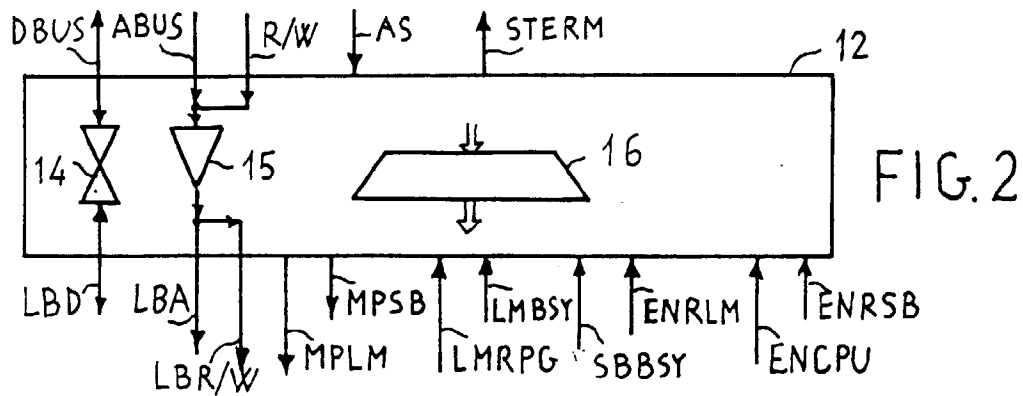 DBUS ABUS R/W AS STERM 12
14 15 16 FIG. 2
LBD LBA LBR/W MPLM MPSB LMRPG LMBSY SBBSY ENRLM ENCPU ENRSB